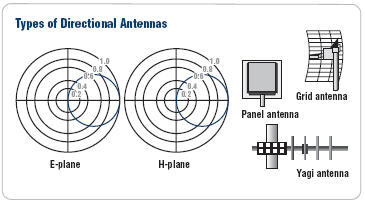 Types of Directional Antennas
1.0
0.8
0.6
0.4
0.2
1.0
0.8
0.6
0.4
0.2
E-plane
H-plane
Panel antenna
Grid antenna
Yagi antenna